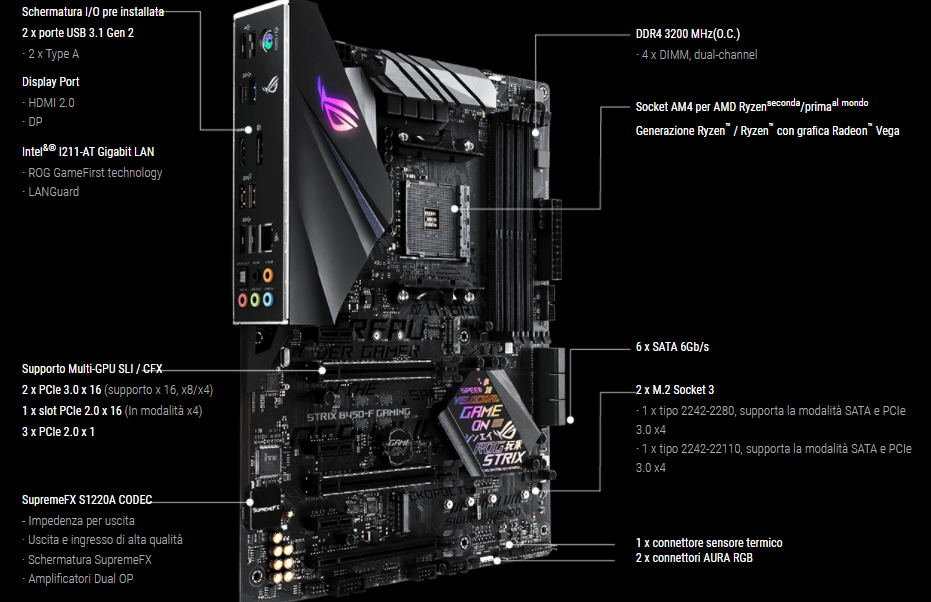 Schermatura I/O pre installata
2 x porte USB 3.1 Gen 2
· 2 x Type A
Display Port
· HDMI 2.0
· DP
Intel&® I211-AT Gigabit LAN
· ROG GameFirst technology
· LANGuard
Supporto Multi-GPU SLI / CFX
2 x PCIe 3.0 x 16 (supporto x 16, x8/x4)
1 x slot PCIe 2.0 x 16 (In modalità x4)
3 x PCIe 2.0 x 1
SupremeFX S1220A CODEC
- Impedenza per uscita
· Uscita e ingresso di alta qualità
· Schermatura SupremeFX
- Amplificatori Dual OP
DDR4 3200 MHz(O.C.)
· 4 x DIMM, dual-channel
Socket AM4 per AMD Ryzenseconda/primaal mondo
Generazione Ryzen™ / Ryzen™ con grafica Radeon™ Vega
6 x SATA 6Gb/s
2 x M.2 Socket 3
· 1 x tipo 2242-2280, supporta la modalità SATA e PCIe
3.0 x4
· 1 x tipo 2242-22110, supporta la modalità SATA e PCIe
3.0 x4
1 x connettore sensore termico
2 x connettori AURA RGB
STRIX B450-F GAMING
GAME
ON
SPEED
GAME
ON
ROG
STRIX
SUPREMEFX
iTE